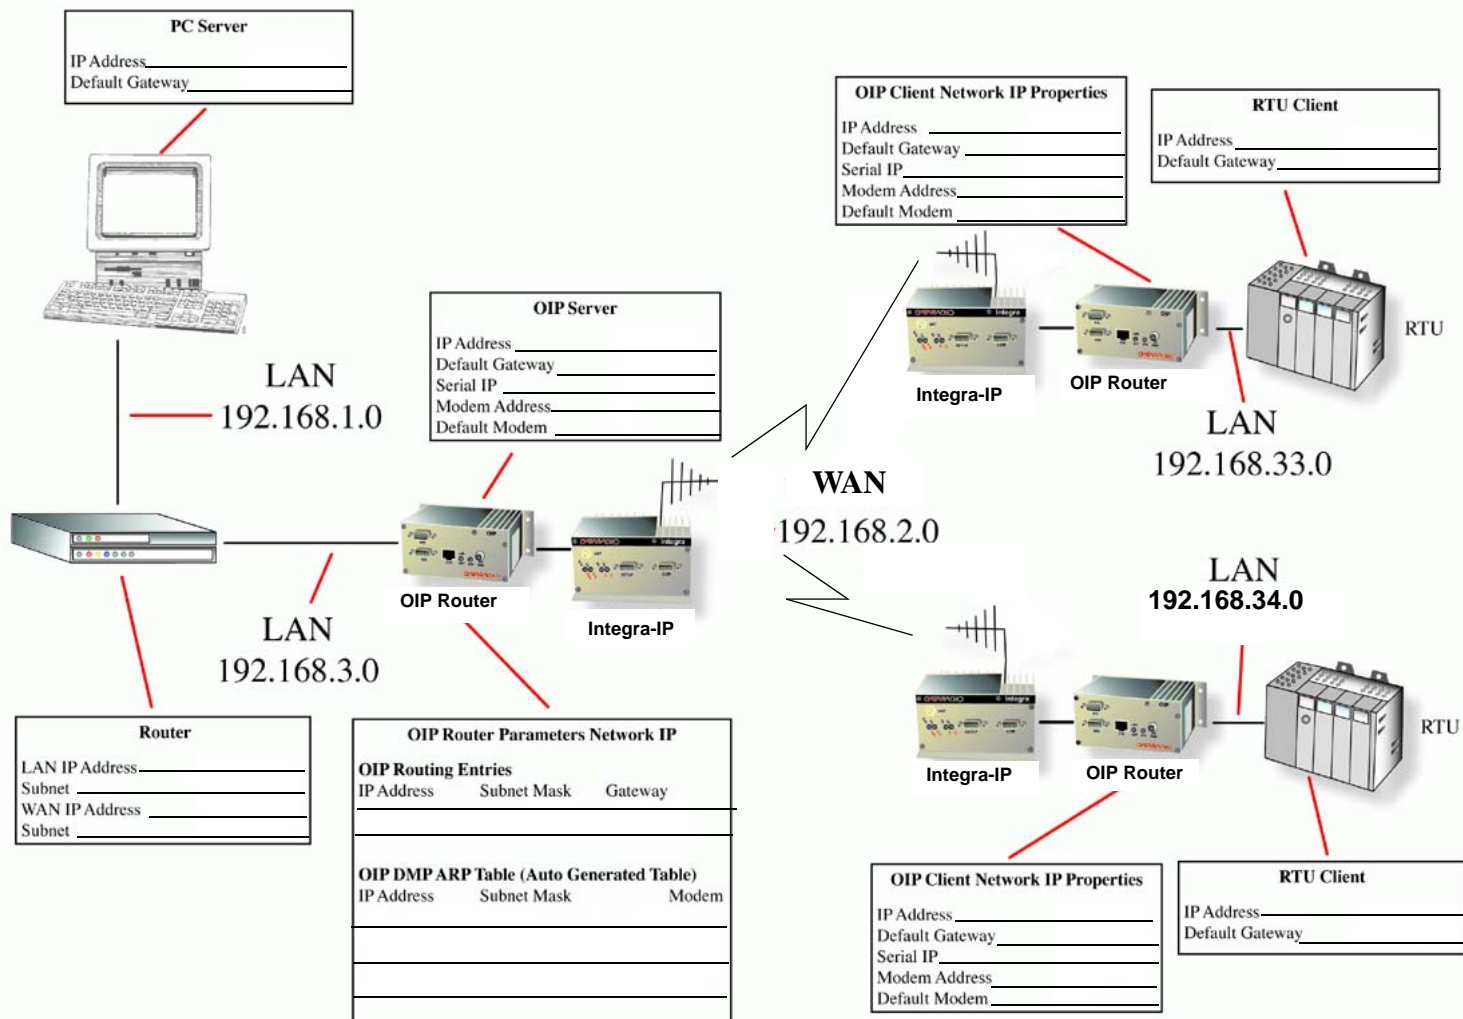 PC Server
IP Address
Default Gateway
OIP Client Network IP Properties
IP Address
Default Gateway
Serial IP
Modem Address
Default Modem
RTU Client
IP Address
Default Gateway
OIP Server
IP Address
Default Gateway
Serial IP
Modem Address
Default Modem
LAN
192.168.1.0
Integra
Integra-IP
OIP Router
RTU
LAN
192.168.33.0
WAN
192.168.2.0
OIP Router
Integra
Integra-IP
LAN
192.168.3.0
LAN
192.168.34.0
Integra-IP
OIP Router
RTU
Router
LAN IP Address
Subnet
WAN IP Address
Subnet
OIP Router Parameters Network IP
OIP Routing Entries
IP Address Subnet Mask Gateway
OIP DMP ARP Table (Auto Generated Table)
IP Address Subnet Mask Modem
OIP Client Network IP Properties
IP Address
Default Gateway
Serial IP
Modem Address
Default Modem
RTU Client
IP Address
Default Gateway